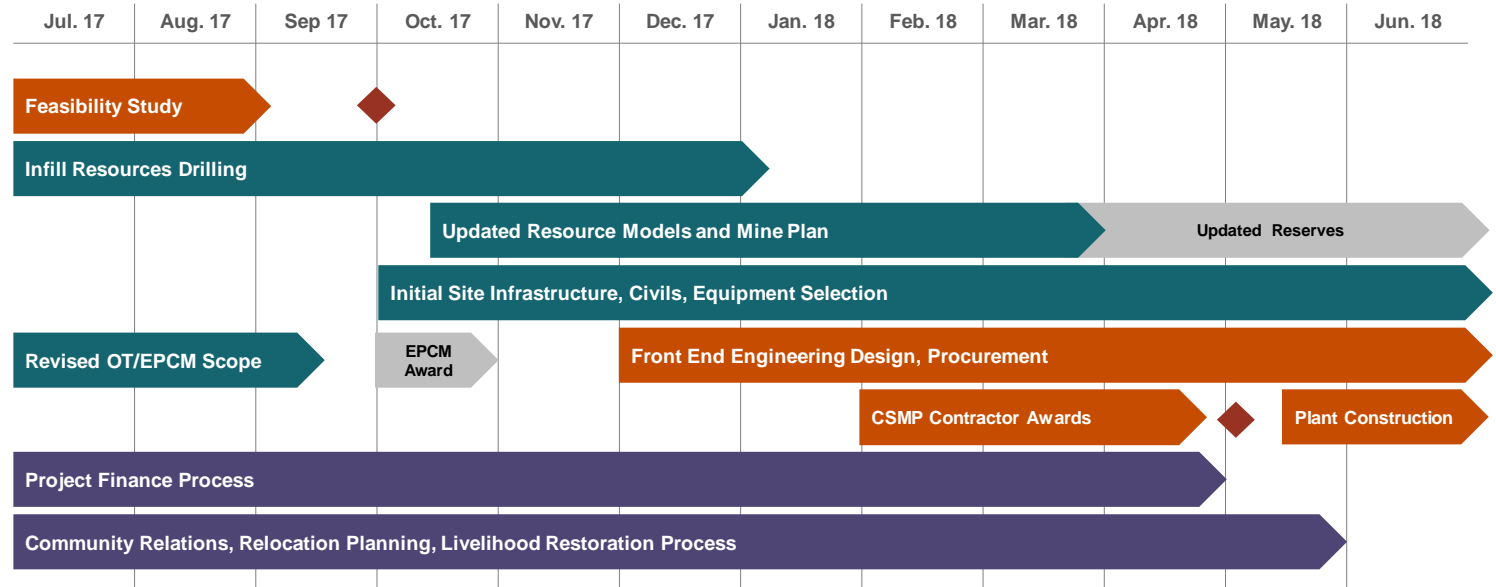 Jul. 17 Aug. 17 Sep 17 Oct. 17 Nov. 17 Dec. 17 Jan. 18 Feb. 18 Mar. 18 Apr. 18 May. 18 Jun. 18
Feasibility Study
Infill Resources Drilling
Updated Resource Models and Mine Plan
Updated Reserves
Initial Site Infrastructure, Civils, Equipment Selection
Revised OT/EPCM Scope
EPCM
Award
Front End Engineering Design, Procurement
CSMP Contractor Awards
Plant Construction
Project Finance Process
Community Relations, Relocation Planning, Livelihood Restoration Process